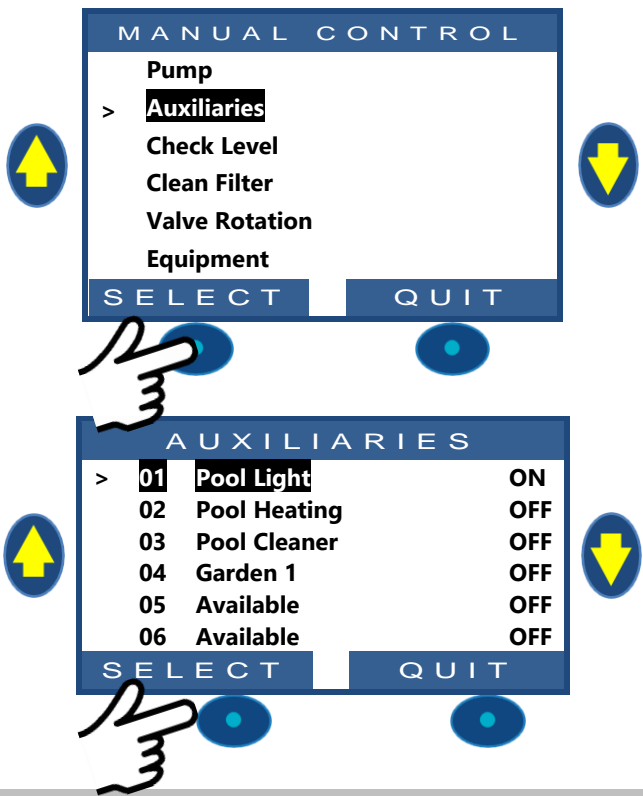 MANUAL CONTROL
Pump
> Auxiliaries
Check Level
Clean Filter
Valve Rotation
Equipment
SELECT QUIT
AUXILIARIES
> 01 Pool Light ON
02 Pool Heating OFF
03 Pool Cleaner OFF
04 Garden 1 OFF
05 Available OFF
06 Available OFF
SELECT QUIT